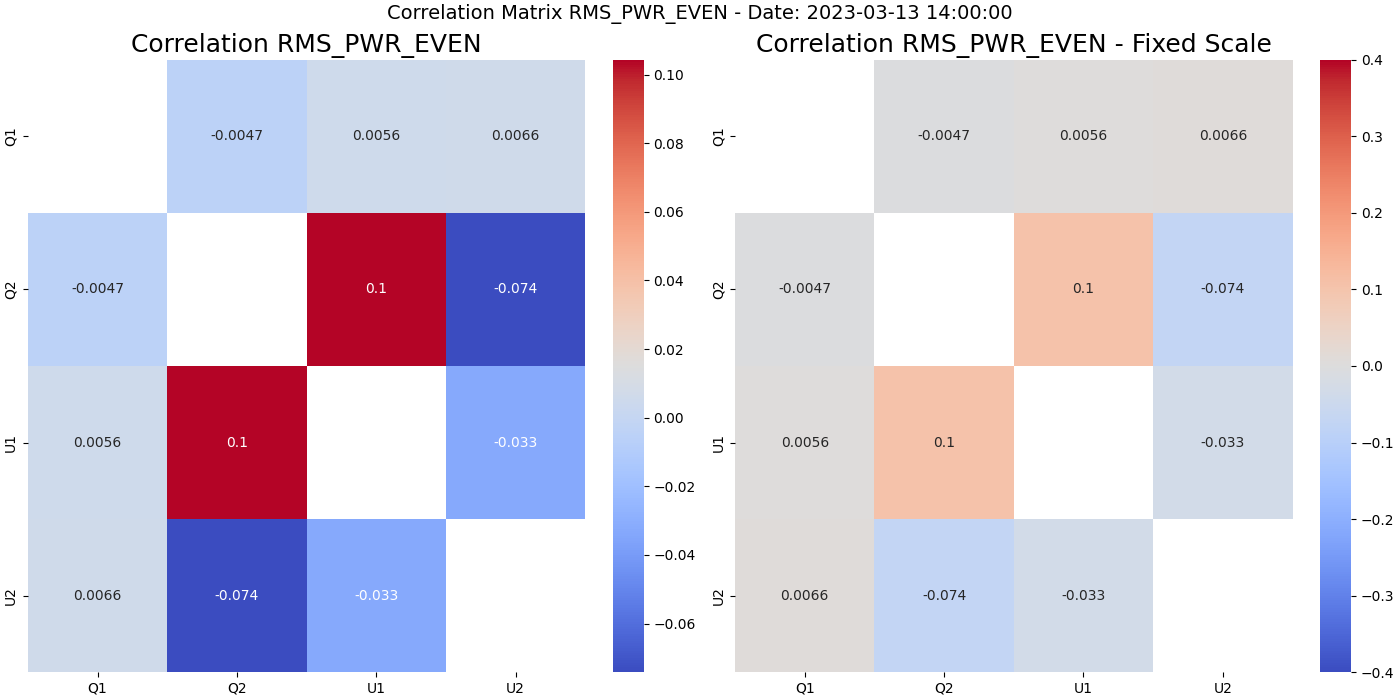 Correlation Matrix RMS_PWR_EVEN - Date: 2023-03-13 14:00:00
Correlation RMS_PWR_EVEN
Q1
-0.0047 0.0056 0.0066
Q2
-0.0047 0.1 -0.074
U1
0.0056 0.1 -0.033
U2
0.0066 -0.074 -0.033
Q1 Q2 U1 U2
0.10
0.08
0.06
0.04
0.02
0.00
−0.02
−0.04
−0.06
Correlation RMS_PWR_EVEN - Fixed Scale
Q1
-0.0047 0.0056 0.0066
Q2
-0.0047 0.1 -0.074
U1
0.0056 0.1 -0.033
U2
0.0066 -0.074 -0.033
Q1 Q2 U1 U2
0.4
0.3
0.2
0.1
0.0
−0.1
−0.2
−0.3
−0.4